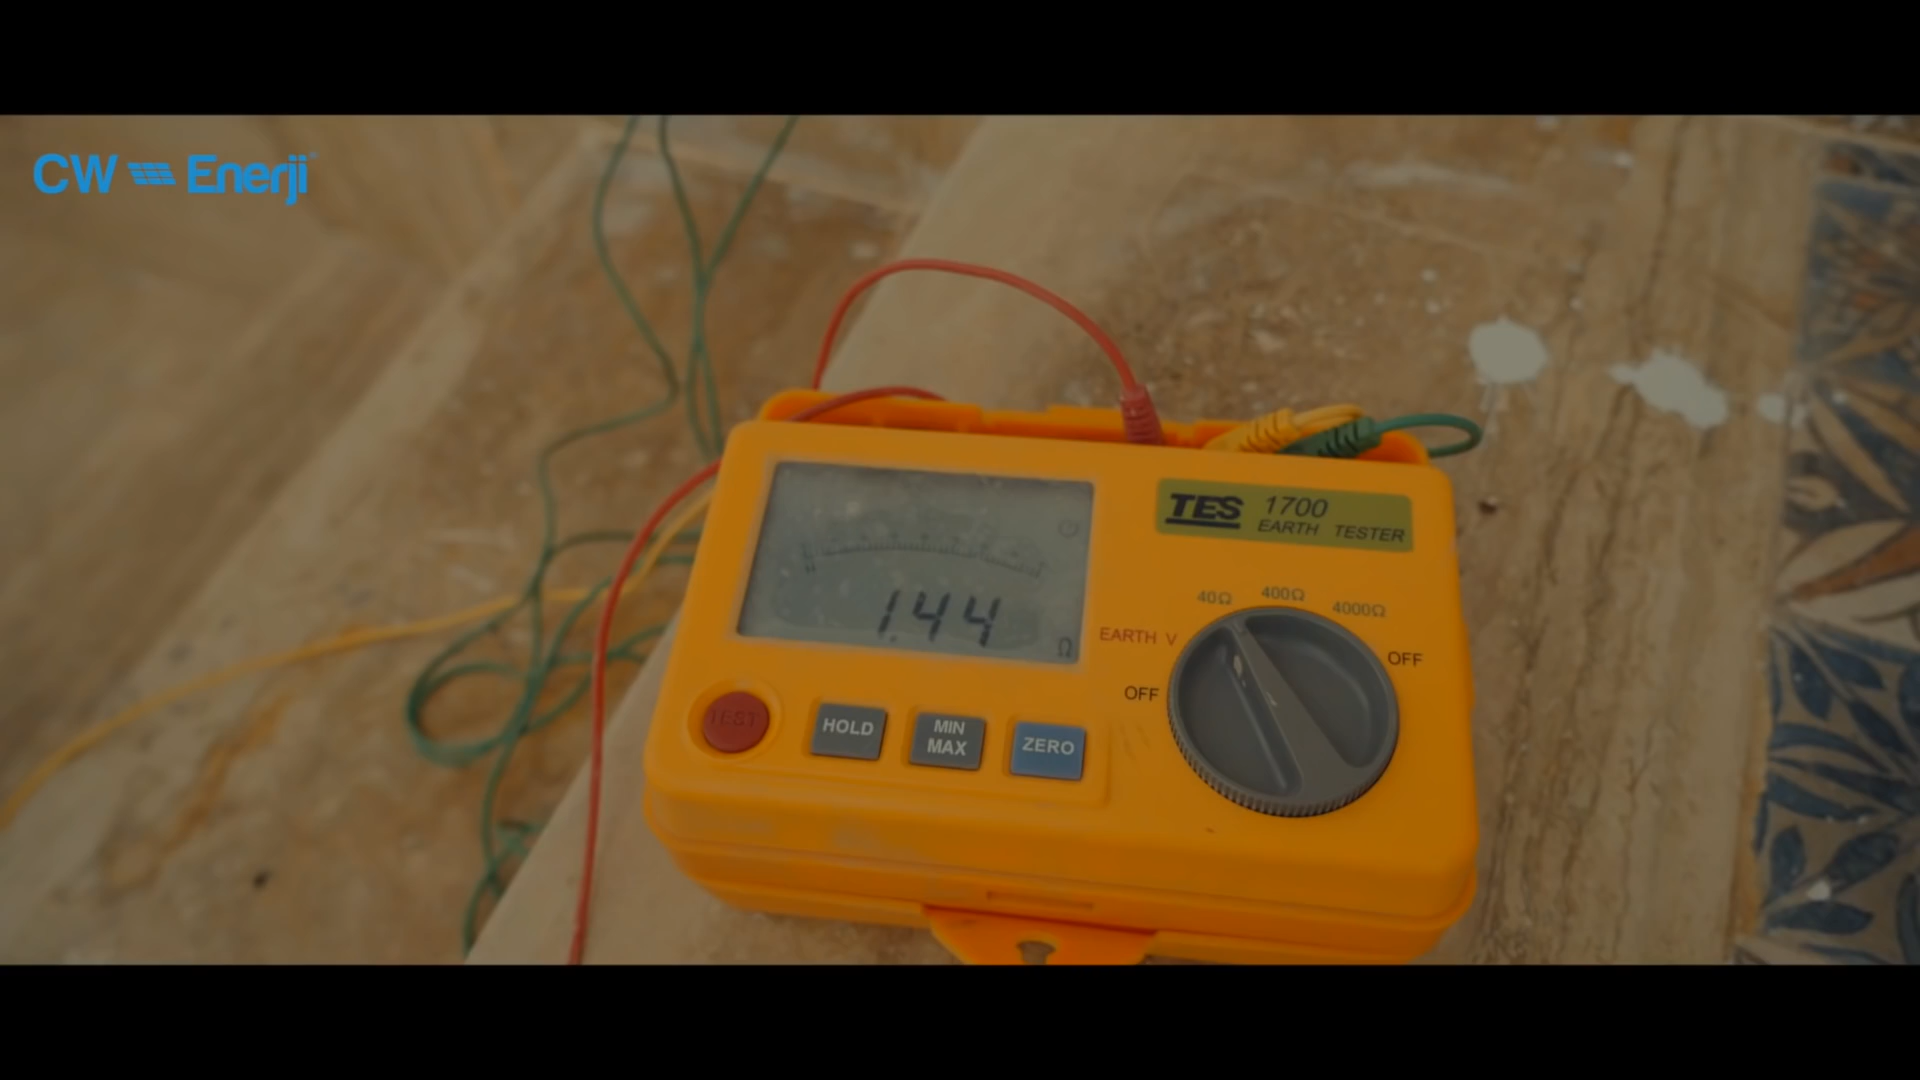 CW Enerji
TES 1700
EARTH TESTER
1.44
Ω
40Ω 400Ω 4000Ω
EARTH V
OFF
OFF
TEST
HOLD
MIN
MAX
ZERO